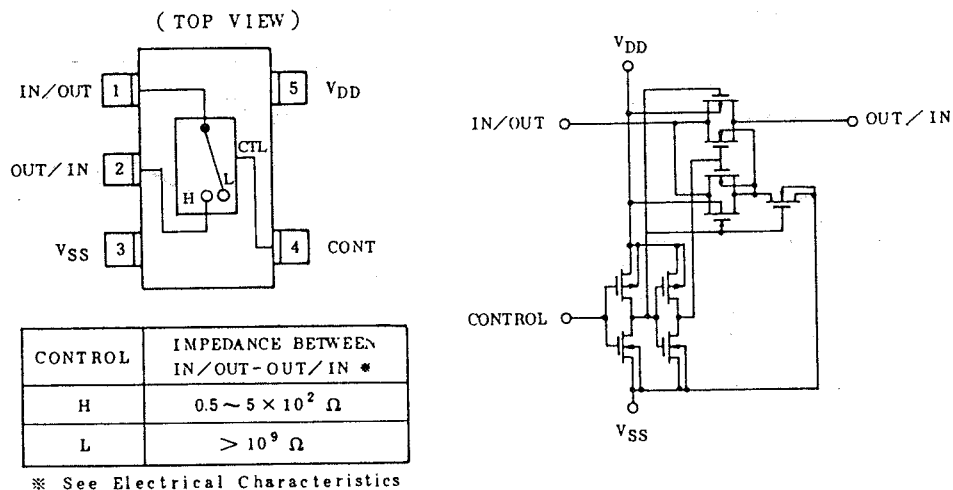 (TOP VIEW)
IN/OUT 1 5 VDD
OUT/IN 2 CTL
H L
VSS 3 4 CONT
CONTROL IMPEDANCE BETWEEN IN/OUT-OUT/IN *
H 0.5~5×10² Ω
L >10⁹ Ω
※ See Electrical Characteristics
VDD
IN/OUT OUT/IN
CONTROL
VSS